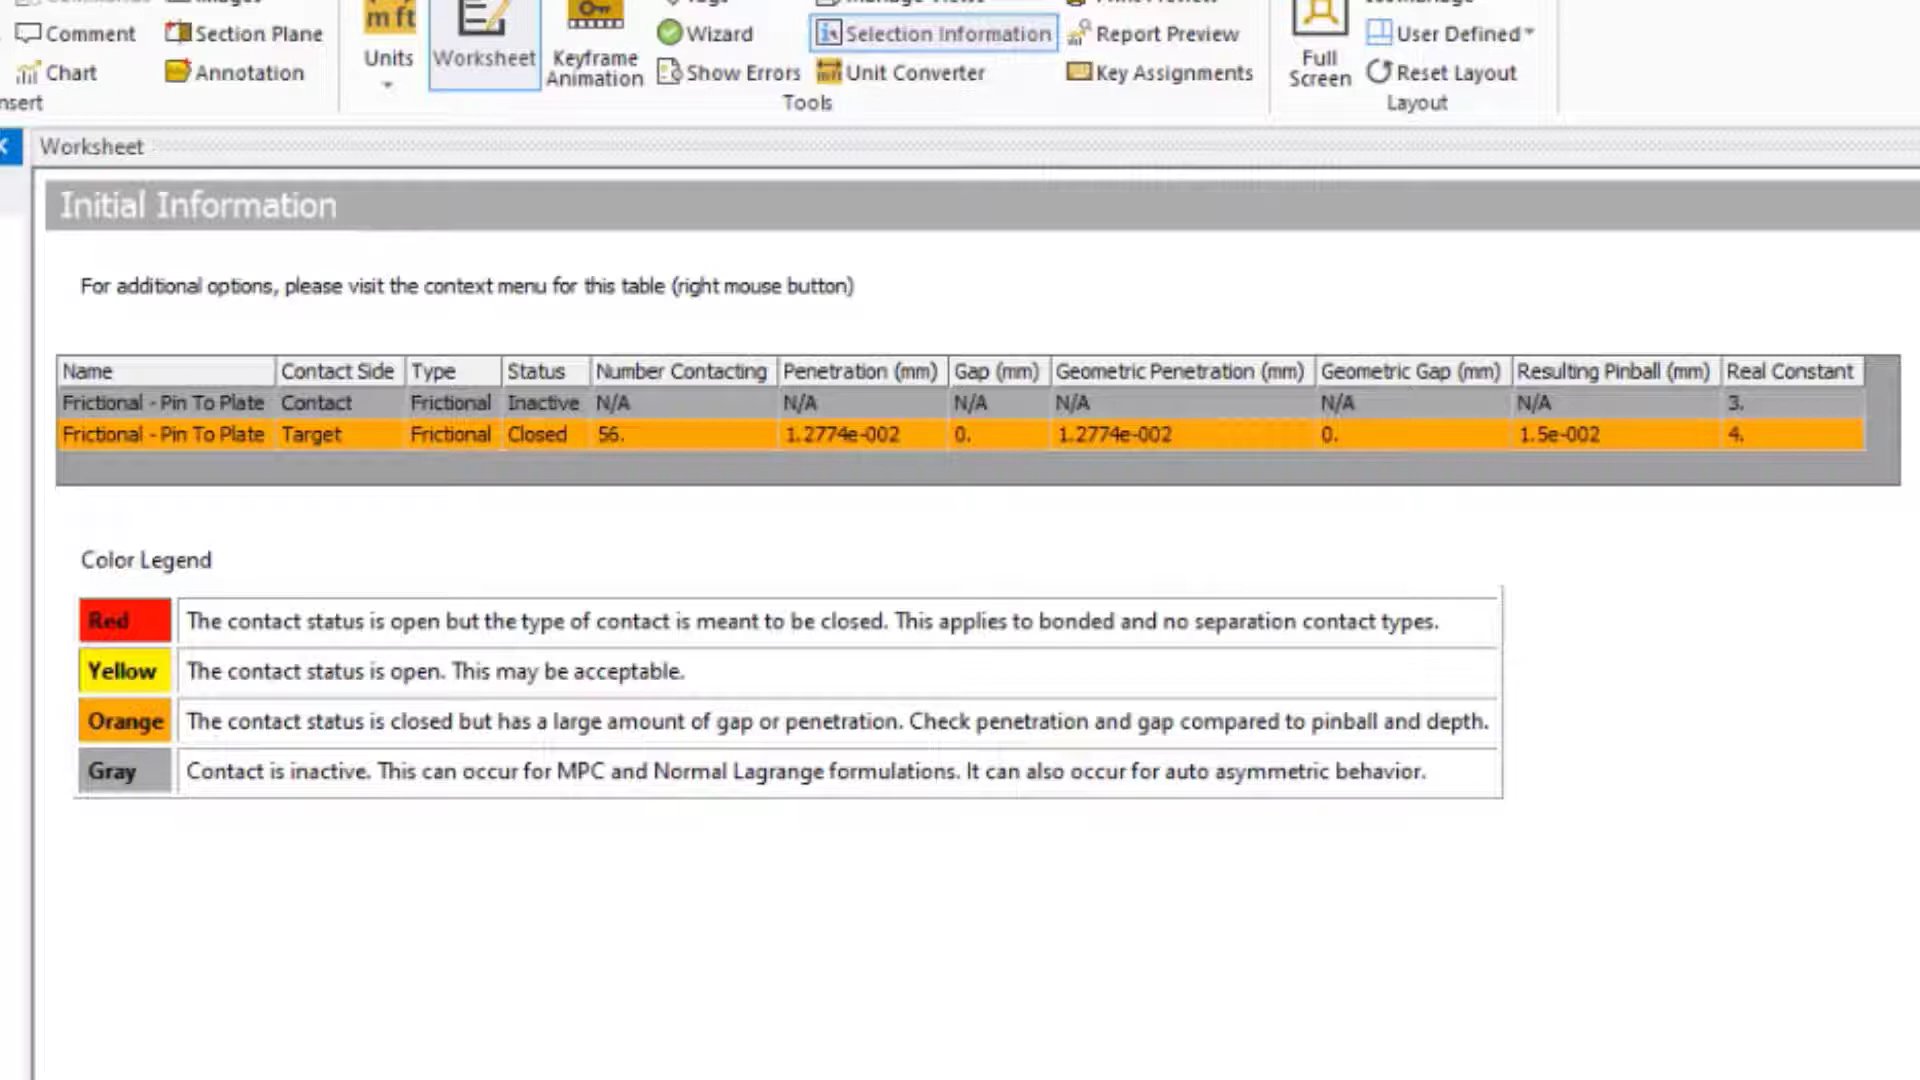 Comment
Section Plane
Chart
Annotation
m ft
Units
Worksheet
Keyframe
Animation
Wizard
Show Errors
Selection Information
Unit Converter
Tools
Report Preview
Key Assignments
Full
Screen
User Defined
Reset Layout
Layout
Worksheet
Initial Information
For additional options, please visit the context menu for this table (right mouse button)
Name Contact Side Type Status Number Contacting Penetration (mm) Gap (mm) Geometric Penetration (mm) Geometric Gap (mm) Resulting Pinball (mm) Real Constant
Frictional - Pin To Plate Contact Frictional Inactive N/A N/A N/A N/A N/A N/A 3.
Frictional - Pin To Plate Target Frictional Closed 56. 1.2774e-002 0. 1.2774e-002 0. 1.5e-002 4.
Color Legend
Red The contact status is open but the type of contact is meant to be closed. This applies to bonded and no separation contact types.
Yellow The contact status is open. This may be acceptable.
Orange The contact status is closed but has a large amount of gap or penetration. Check penetration and gap compared to pinball and depth.
Gray Contact is inactive. This can occur for MPC and Normal Lagrange formulations. It can also occur for auto asymmetric behavior.